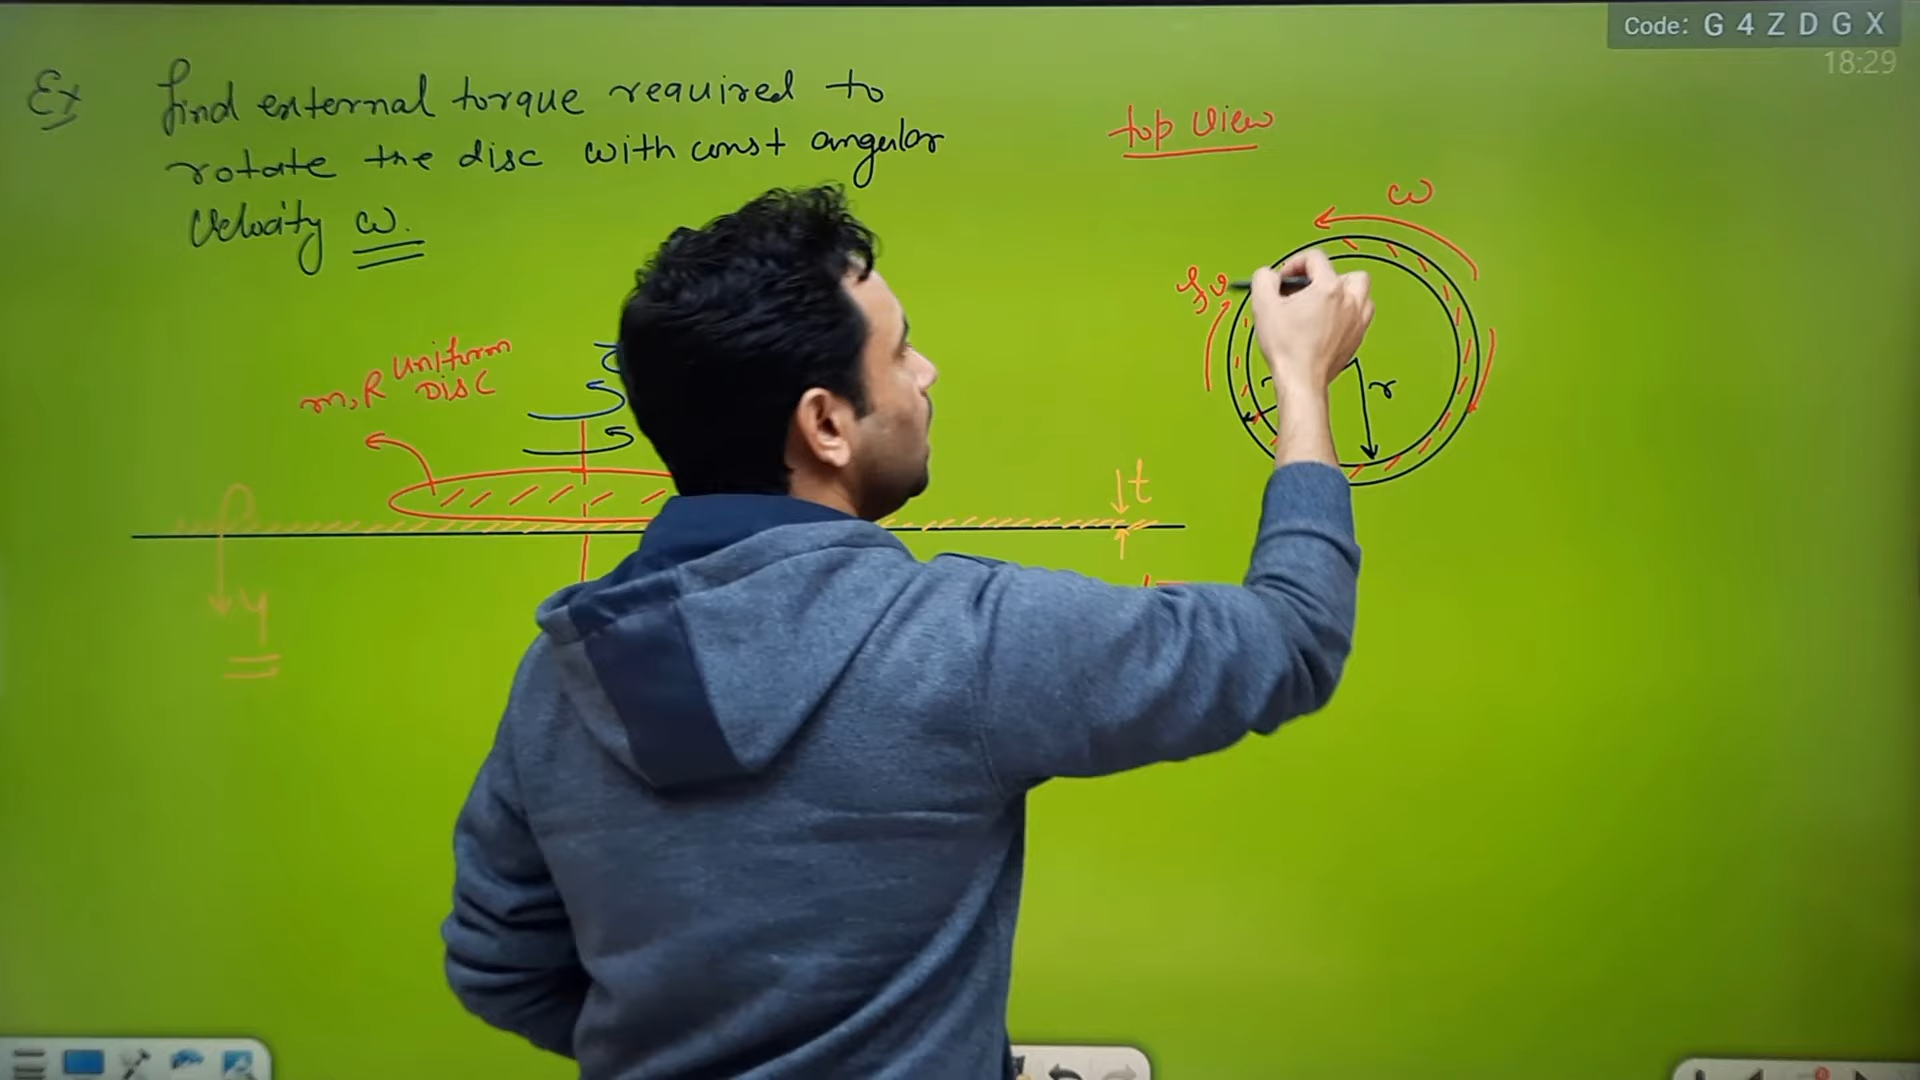 Code: G 4 Z D G X
18:29
Ex find external torque required to
rotate the disc with const angular
velocity ω.
top view
ω
fv
r
m, R uniform
DISC
t
η